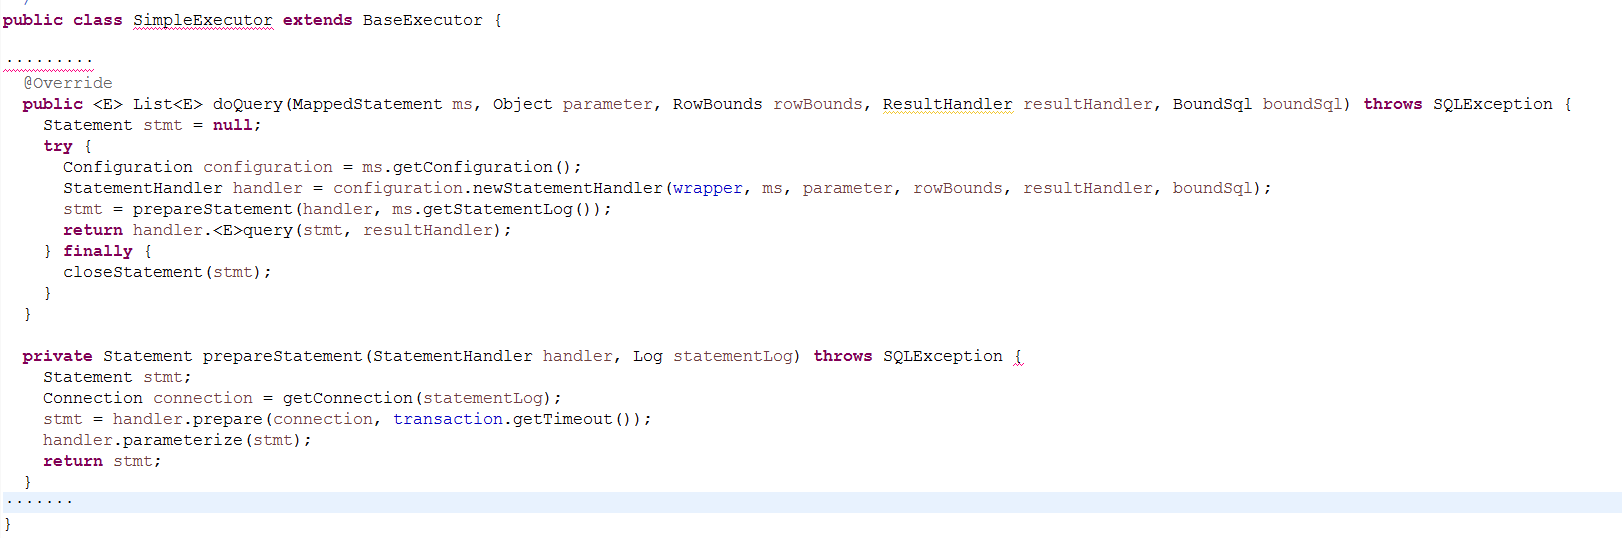 public class SimpleExecutor extends BaseExecutor {
.........
@Override
public <E> List<E> doQuery(MappedStatement ms, Object parameter, RowBounds rowBounds, ResultHandler resultHandler, BoundSql boundSql) throws SQLException {
Statement stmt = null;
try {
Configuration configuration = ms.getConfiguration();
StatementHandler handler = configuration.newStatementHandler(wrapper, ms, parameter, rowBounds, resultHandler, boundSql);
stmt = prepareStatement(handler, ms.getStatementLog());
return handler.<E>query(stmt, resultHandler);
} finally {
closeStatement(stmt);
}
}
private Statement prepareStatement(StatementHandler handler, Log statementLog) throws SQLException {
Statement stmt;
Connection connection = getConnection(statementLog);
stmt = handler.prepare(connection, transaction.getTimeout());
handler.parameterize(stmt);
return stmt;
}
.......
}